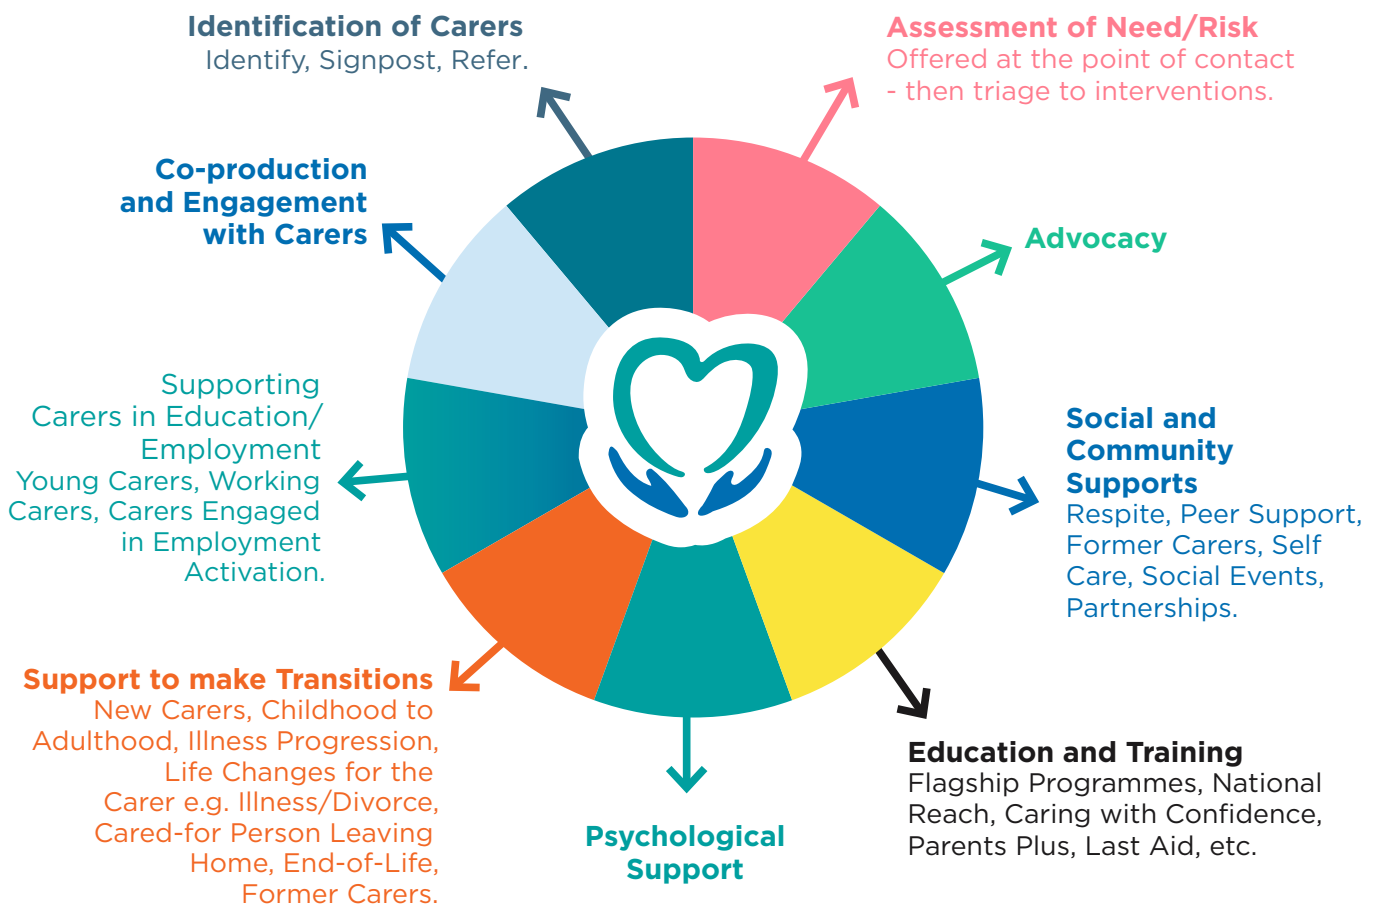 Identification of Carers
Identify, Signpost, Refer.
Assessment of Need/Risk
Offered at the point of contact
- then triage to interventions.
Co-production
and Engagement
with Carers
Advocacy
Supporting
Carers in Education/
Employment
Young Carers, Working
Carers, Carers Engaged
in Employment
Activation.
Social and
Community
Supports
Respite, Peer Support,
Former Carers, Self
Care, Social Events,
Partnerships.
Support to make Transitions
New Carers, Childhood to
Adulthood, Illness Progression,
Life Changes for the
Carer e.g. Illness/Divorce,
Cared-for Person Leaving
Home, End-of-Life,
Former Carers.
Psychological
Support
Education and Training
Flagship Programmes, National
Reach, Caring with Confidence,
Parents Plus, Last Aid, etc.